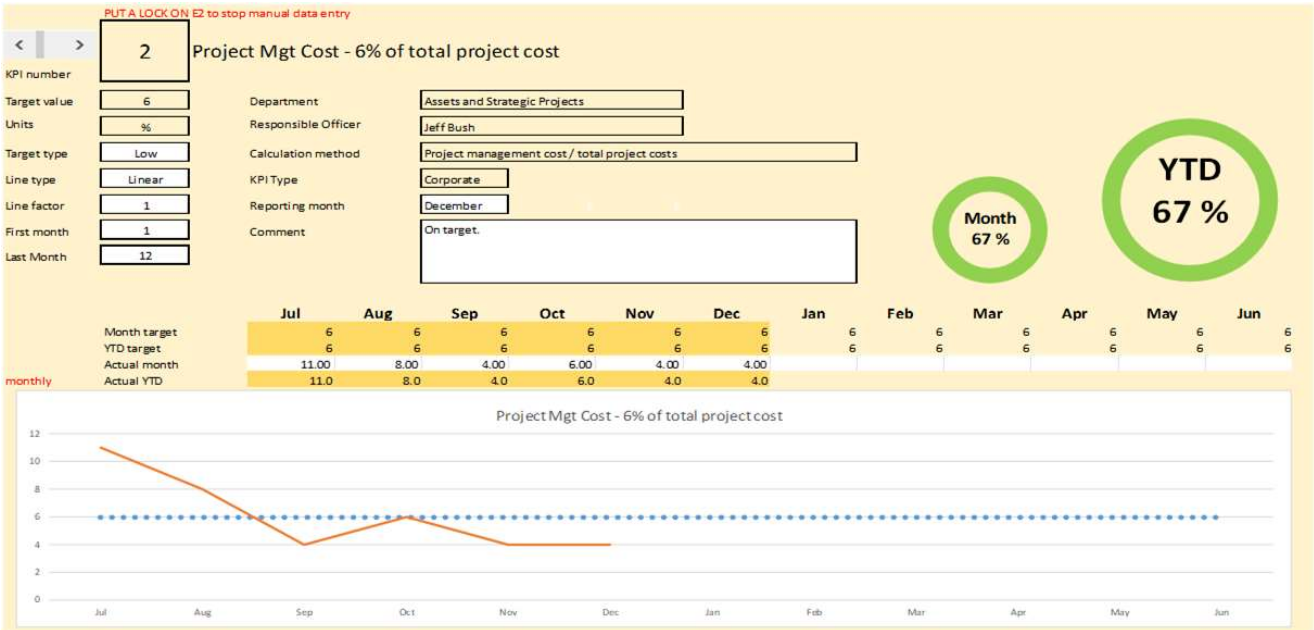 PUT A LOCK ON E2 to stop manual data entry
KPI number 2 Project Mgt Cost - 6% of total project cost
Target value 6 Department Assets and Strategic Projects
Units % Responsible Officer Jeff Bush
Target type Low Calculation method Project management cost / total project costs
Line type Linear KPI Type Corporate
Line factor 1 Reporting month December
First month 1 Comment On target.
Last Month 12
Month
67 %
YTD
67 %
Jul Aug Sep Oct Nov Dec Jan Feb Mar Apr May Jun
Month target 6 6 6 6 6 6 6 6 6 6 6 6
YTD target 6 6 6 6 6 6 6 6 6 6 6 6
Actual month 11.00 8.00 4.00 6.00 4.00 4.00
monthly Actual YTD 11.0 8.0 4.0 6.0 4.0 4.0
Project Mgt Cost - 6% of total project cost
12
10
8
6
4
2
0
Jul Aug Sep Oct Nov Dec Jan Feb Mar Apr May Jun